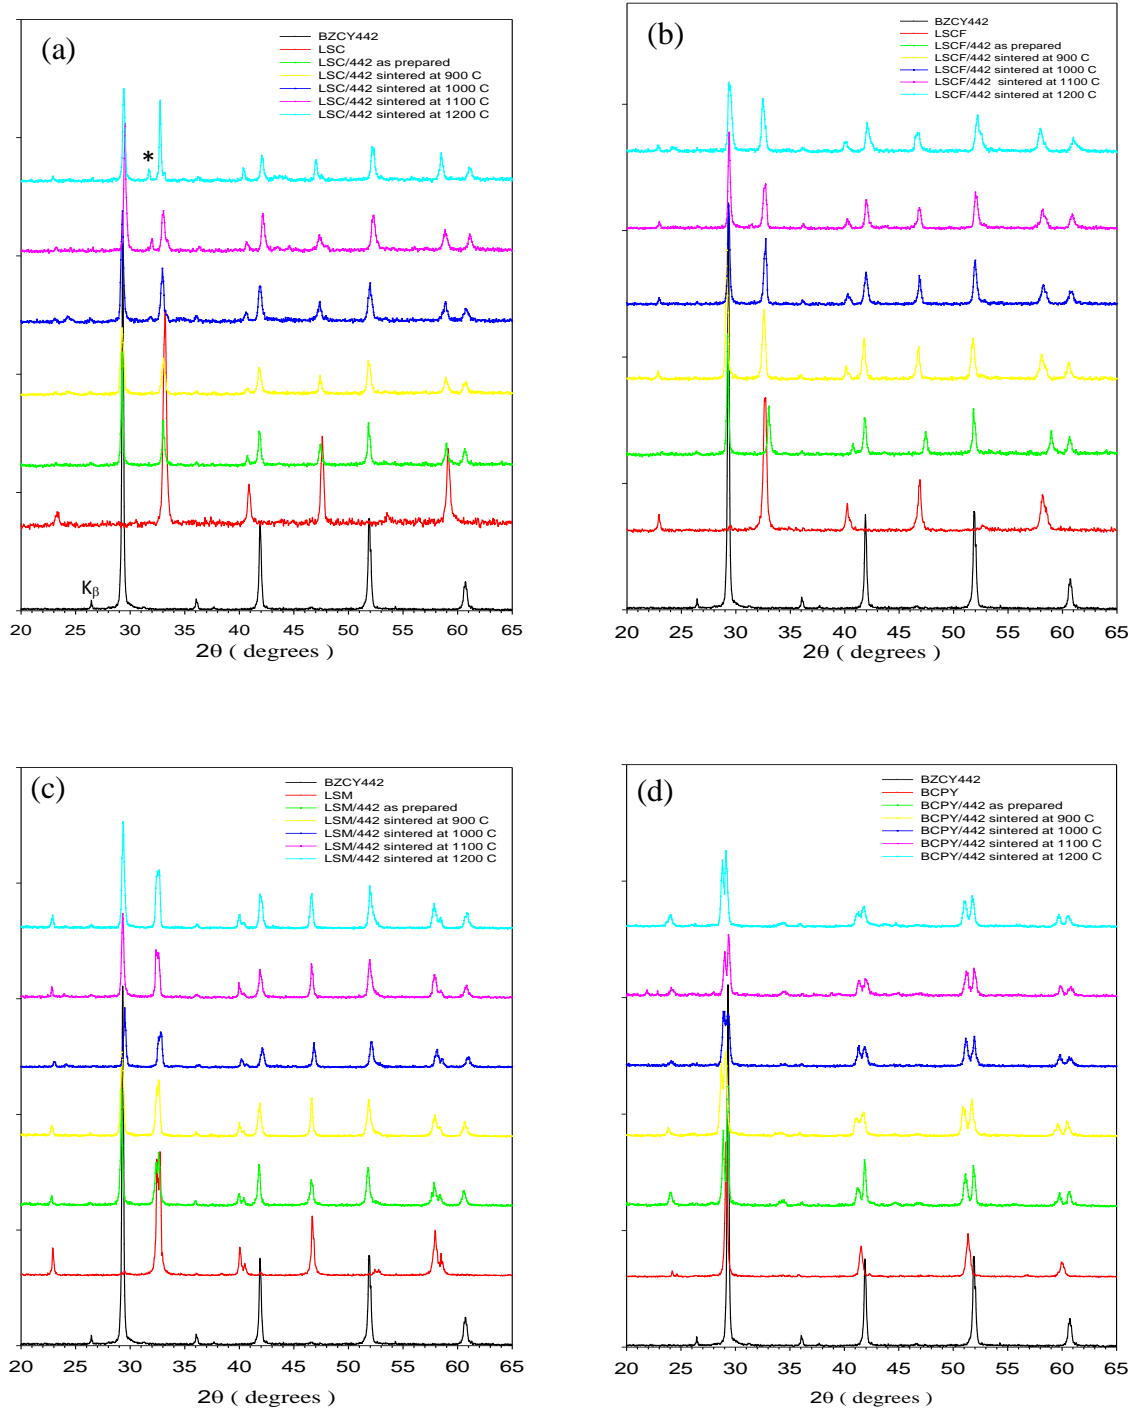 (a)
BZCY442
LSC
LSC/442 as prepared
LSC/442 sintered at 900 C
LSC/442 sintered at 1000 C
LSC/442 sintered at 1100 C
LSC/442 sintered at 1200 C
*
Kβ
20 30 35 40 45 50 55 60 65
2θ ( degrees )
(b)
BZCY442
LSCF
LSCF/442 as prepared
LSCF/442 sintered at 900 C
LSCF/442 sintered at 1000 C
LSCF/442 sintered at 1100 C
LSCF/442 sintered at 1200 C
20 30 35 40 45 50 55 60 65
2θ ( degrees )
(c)
BZCY442
LSM
LSM/442 as prepared
LSM/442 sintered at 900 C
LSM/442 sintered at 1000 C
LSM/442 sintered at 1100 C
LSM/442 sintered at 1200 C
20 30 35 40 45 50 55 60 65
2θ ( degrees )
(d)
BZCY442
BCPY
BCPY/442 as prepared
BCPY/442 sintered at 900 C
BCPY/442 sintered at 1000 C
BCPY/442 sintered at 1100 C
BCPY/442 sintered at 1200 C
20 30 35 40 45 50 55 60 65
2θ ( degrees )